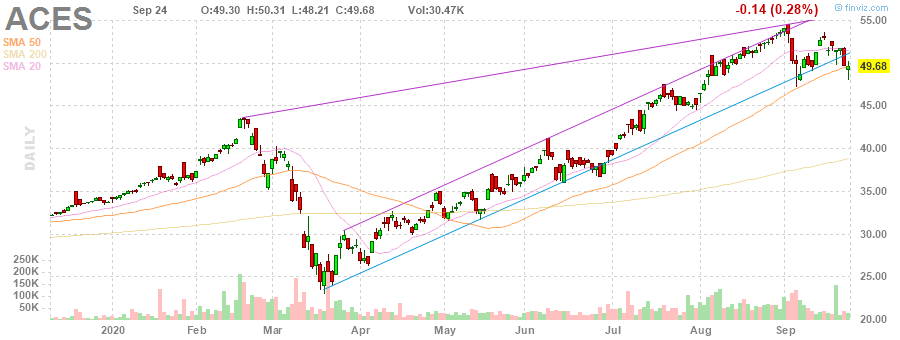 ACES Sep 24 O:49.30 H:50.31 L:48.21 C:49.68 Vol:30.47K -0.14 (0.28%) © finviz.com
SMA 50
SMA 200
SMA 20
DAILY
55.00
49.68
45.00
40.00
35.00
30.00
25.00
20.00
250K
200K
150K
100K
50K
2020 Feb Mar Apr May Jun Jul Aug Sep